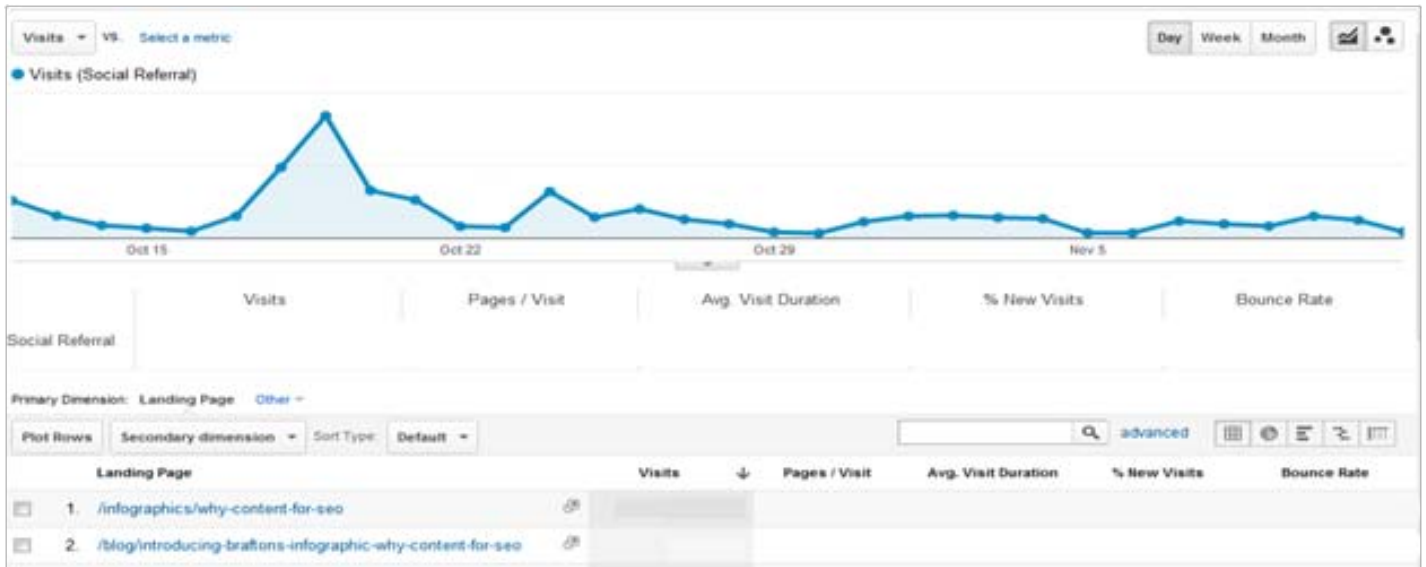 Visits vs. Select a metric Day Week Month
Visits (Social Referral)
Oct 15 Oct 22 Oct 29 Nov 5
Visits Pages / Visit Avg. Visit Duration % New Visits Bounce Rate
Social Referral
Primary Dimension: Landing Page Other
Plot Rows Secondary dimension Sort Type: Default advanced
Landing Page Visits Pages / Visit Avg. Visit Duration % New Visits Bounce Rate
1. /infographics/why-content-for-seo
2. /blog/introducing-braftons-infographic-why-content-for-seo